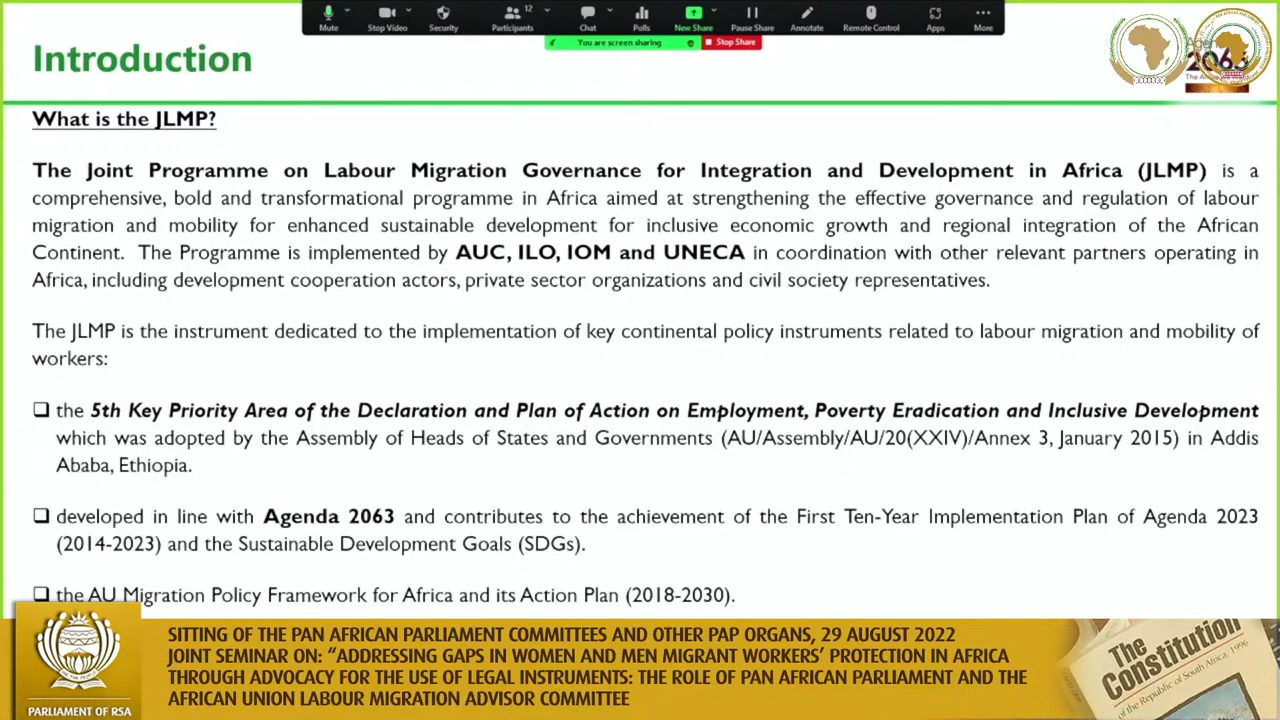 Mute
Stop Video
Security
Participants
12
Chat
Polls
New Share
Pause Share
Annotate
Remote Control
Apps
More
You are screen sharing
Stop Share
Introduction
2063
What is the JLMP?
The Joint Programme on Labour Migration Governance for Integration and Development in Africa (JLMP) is a
comprehensive, bold and transformational programme in Africa aimed at strengthening the effective governance and regulation of labour
migration and mobility for enhanced sustainable development for inclusive economic growth and regional integration of the African
Continent. The Programme is implemented by AUC, ILO, IOM and UNECA in coordination with other relevant partners operating in
Africa, including development cooperation actors, private sector organizations and civil society representatives.
The JLMP is the instrument dedicated to the implementation of key continental policy instruments related to labour migration and mobility of
workers:
❑ the 5th Key Priority Area of the Declaration and Plan of Action on Employment, Poverty Eradication and Inclusive Development
which was adopted by the Assembly of Heads of States and Governments (AU/Assembly/AU/20(XXIV)/Annex 3, January 2015) in Addis
Ababa, Ethiopia.
❑ developed in line with Agenda 2063 and contributes to the achievement of the First Ten-Year Implementation Plan of Agenda 2023
(2014-2023) and the Sustainable Development Goals (SDGs).
❑ the AU Migration Policy Framework for Africa and its Action Plan (2018-2030).
SITTING OF THE PAN AFRICAN PARLIAMENT COMMITTEES AND OTHER PAP ORGANS, 29 AUGUST 2022
JOINT SEMINAR ON: “ADDRESSING GAPS IN WOMEN AND MEN MIGRANT WORKERS’ PROTECTION IN AFRICA
THROUGH ADVOCACY FOR THE USE OF LEGAL INSTRUMENTS: THE ROLE OF PAN AFRICAN PARLIAMENT AND THE
AFRICAN UNION LABOUR MIGRATION ADVISOR COMMITTEE
PARLIAMENT OF RSA
The
Constitution
of the Republic of South Africa, 1996